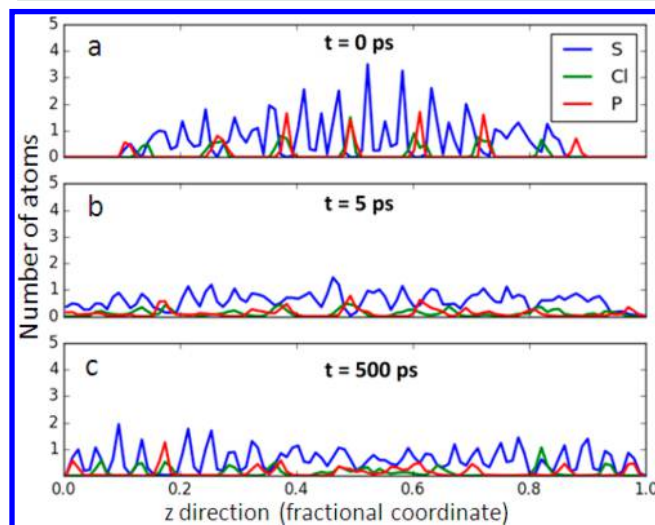 5
4
3
2
1
0
a
t = 0 ps
S
Cl
P
5
4
3
2
1
0
b
t = 5 ps
5
4
3
2
1
0
c
t = 500 ps
0.0 0.2 0.4 0.6 0.8 1.0
Number of atoms
z direction (fractional coordinate)